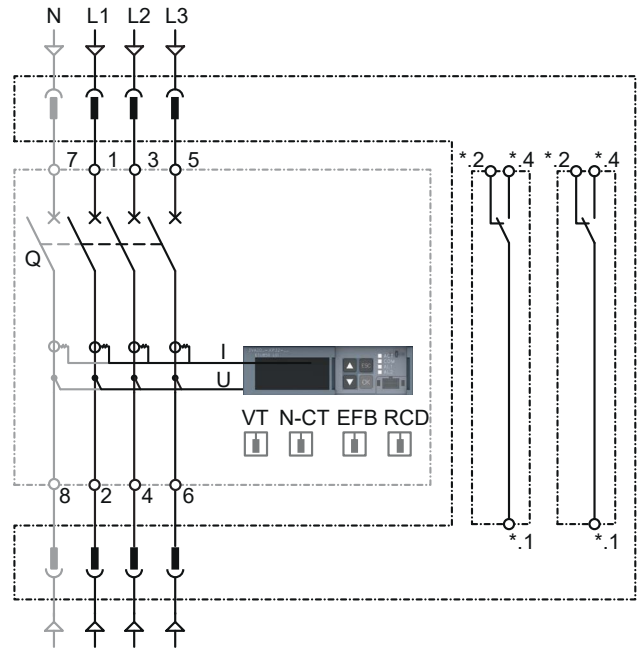 N L1 L2 L3
7 1 3 5
*.2 *.4 *.2 *.4
Q
I
U
OK
VT N-CT EFB RCD
8 2 4 6
*.1 *.1